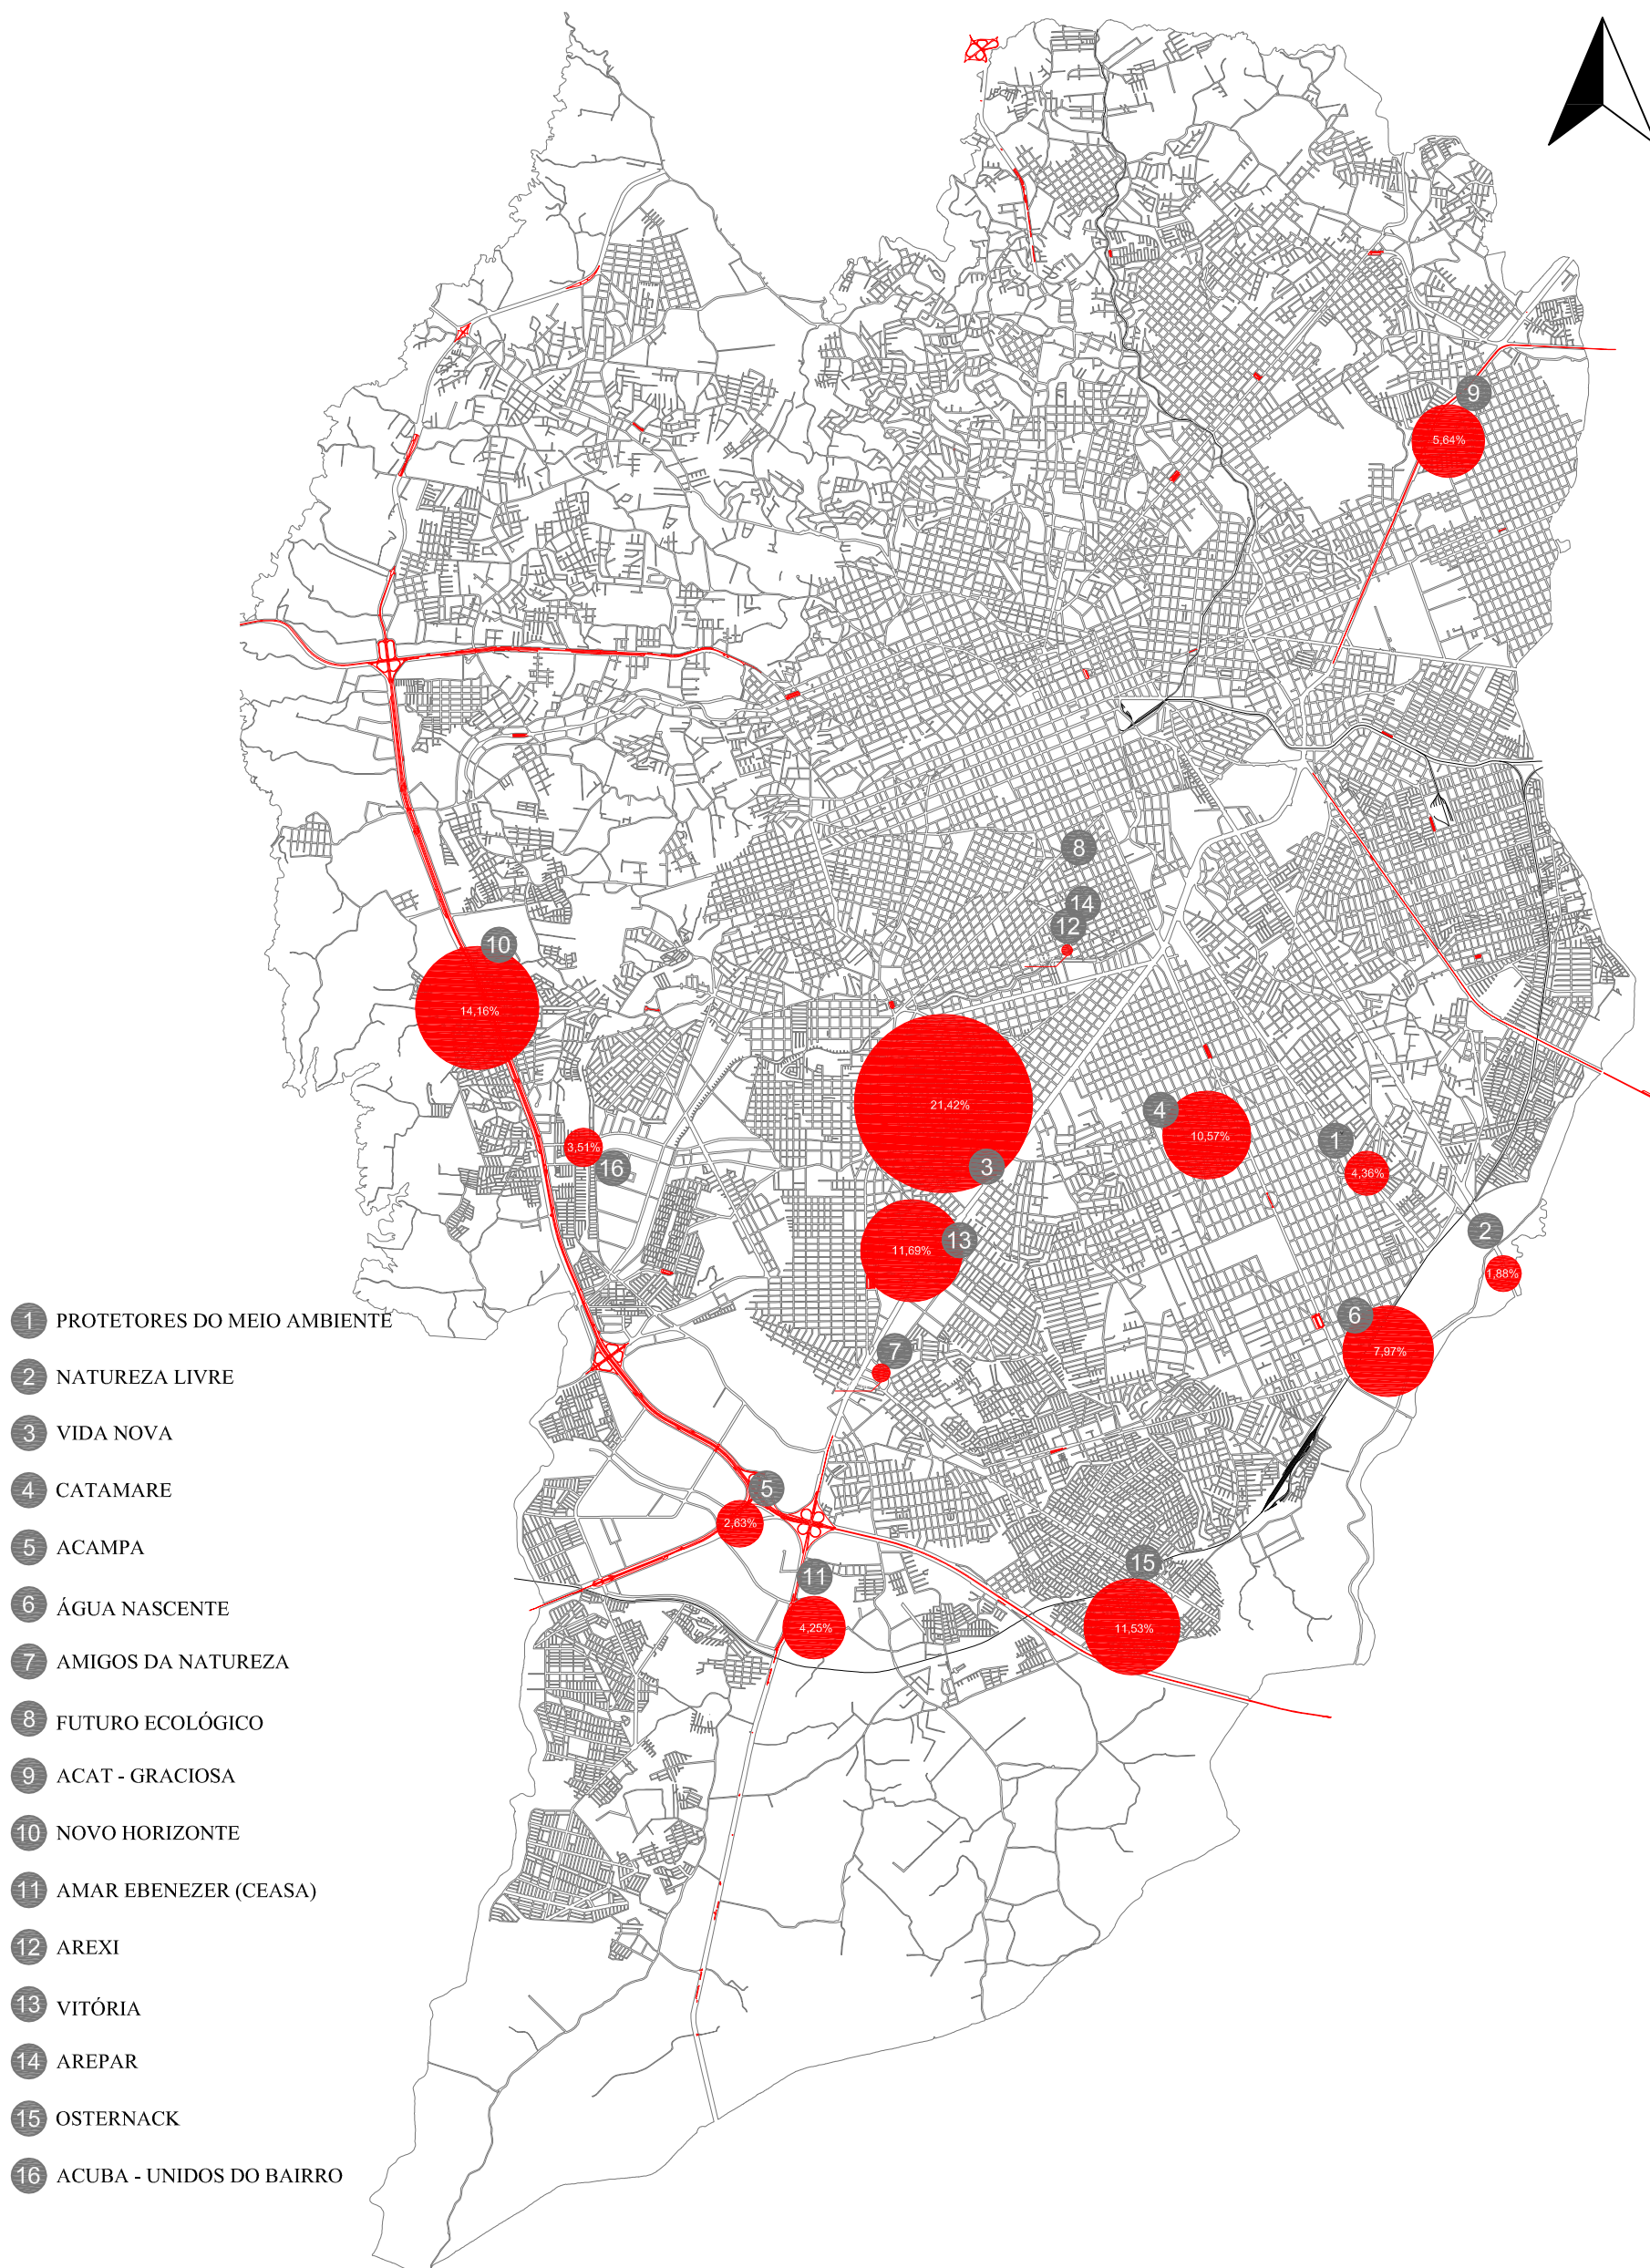 9
5,64%
8
14
12
10
14,16%
21,42%
3
4
10,57%
1
4,36%
3,51%
16
2
1,88%
13
11,69%
6
7,97%
7
5
2,63%
11
4,25%
15
11,53%
1 PROTETORES DO MEIO AMBIENTE
2 NATUREZA LIVRE
3 VIDA NOVA
4 CATAMARE
5 ACAMPA
6 ÁGUA NASCENTE
7 AMIGOS DA NATUREZA
8 FUTURO ECOLÓGICO
9 ACAT - GRACIOSA
10 NOVO HORIZONTE
11 AMAR EBENEZER (CEASA)
12 AREXI
13 VITÓRIA
14 AREPAR
15 OSTERNACK
16 ACUBA - UNIDOS DO BAIRRO